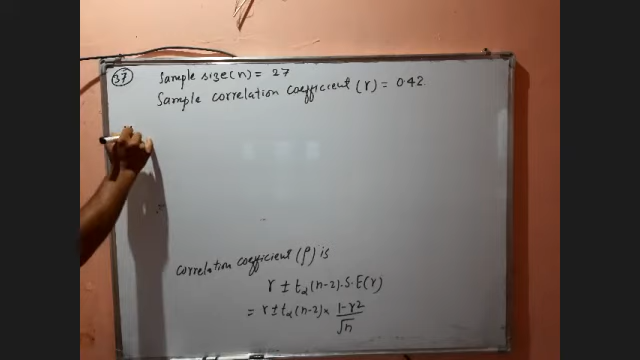 37 Sample size (n) = 27
Sample correlation coefficient (r) = 0.42.
correlation coefficient (ρ) is
r ± tα (n-2). S.E(r)
= r ± tα (n-2) × 1-r2 / √n